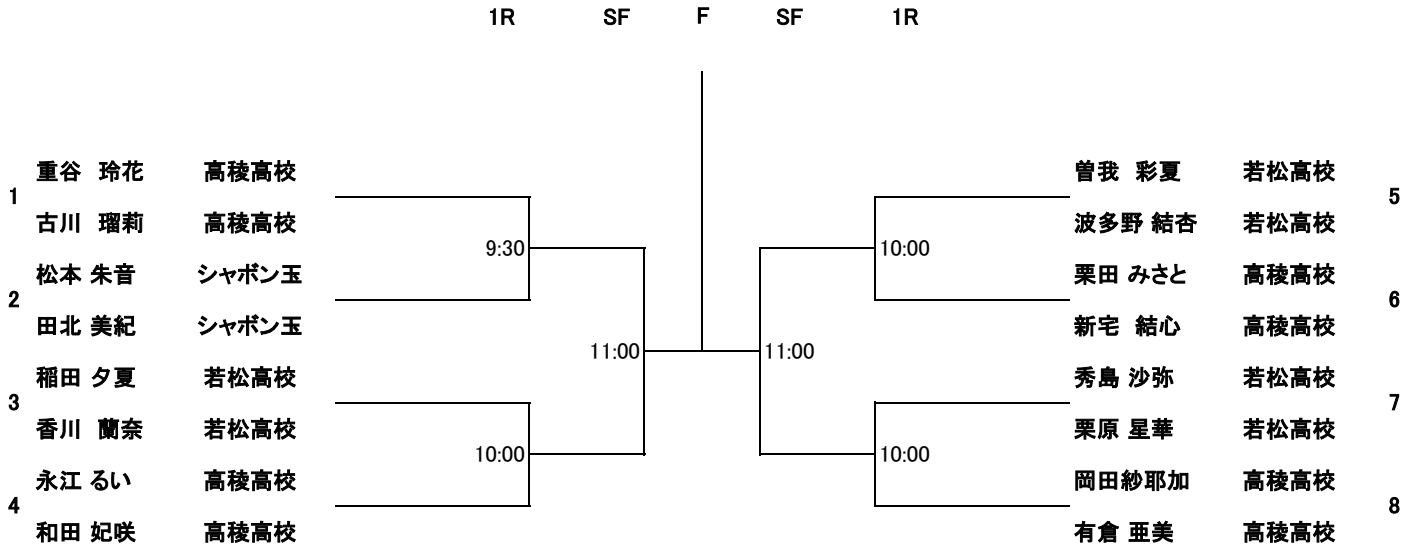 1R SF F SF 1R
重谷 玲花 高稜高校 曽我 彩夏 若松高校
1 5
古川 瑠莉 高稜高校 波多野 結杏 若松高校
9:30 10:00
松本 朱音 シャボン玉 栗田 みさと 高稜高校
2 6
田北 美紀 シャボン玉 新宅 結心 高稜高校
11:00 11:00
稲田 夕夏 若松高校 秀島 沙弥 若松高校
3 7
香川 蘭奈 若松高校 栗原 星華 若松高校
10:00 10:00
永江 るい 高稜高校 岡田紗耶加 高稜高校
4 8
和田 妃咲 高稜高校 有倉 亜美 高稜高校